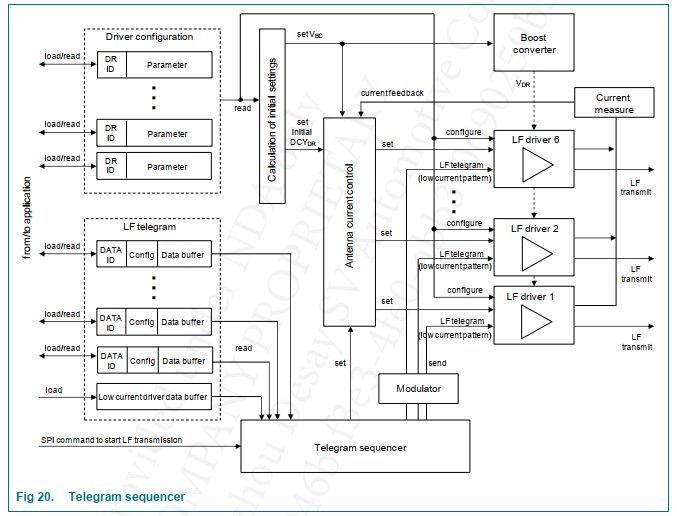 Driver configuration
load/read
DR
ID
Parameter
load/read
DR
ID
Parameter
load/read
DR
ID
Parameter
read
from/to application
LF telegram
load/read
DATA
ID
Config
Data buffer
load/read
DATA
ID
Config
Data buffer
load/read
DATA
ID
Config
Data buffer
load
Low current driver data buffer
read
SPI command to start LF transmission
Calculation of initial settings
set VBC
set
initial
DCYDR
Antenna current control
current feedback
Boost
converter
VDR
Current
measure
set
configure
LF telegram
(low current pattern)
LF driver 6
LF
transmit
set
configure
LF telegram
(low current pattern)
LF driver 2
LF
transmit
set
configure
LF telegram
(low current pattern)
LF driver 1
LF
transmit
set
send
Modulator
Telegram sequencer
Fig 20. Telegram sequencer
COMPANY PROPRIETARY